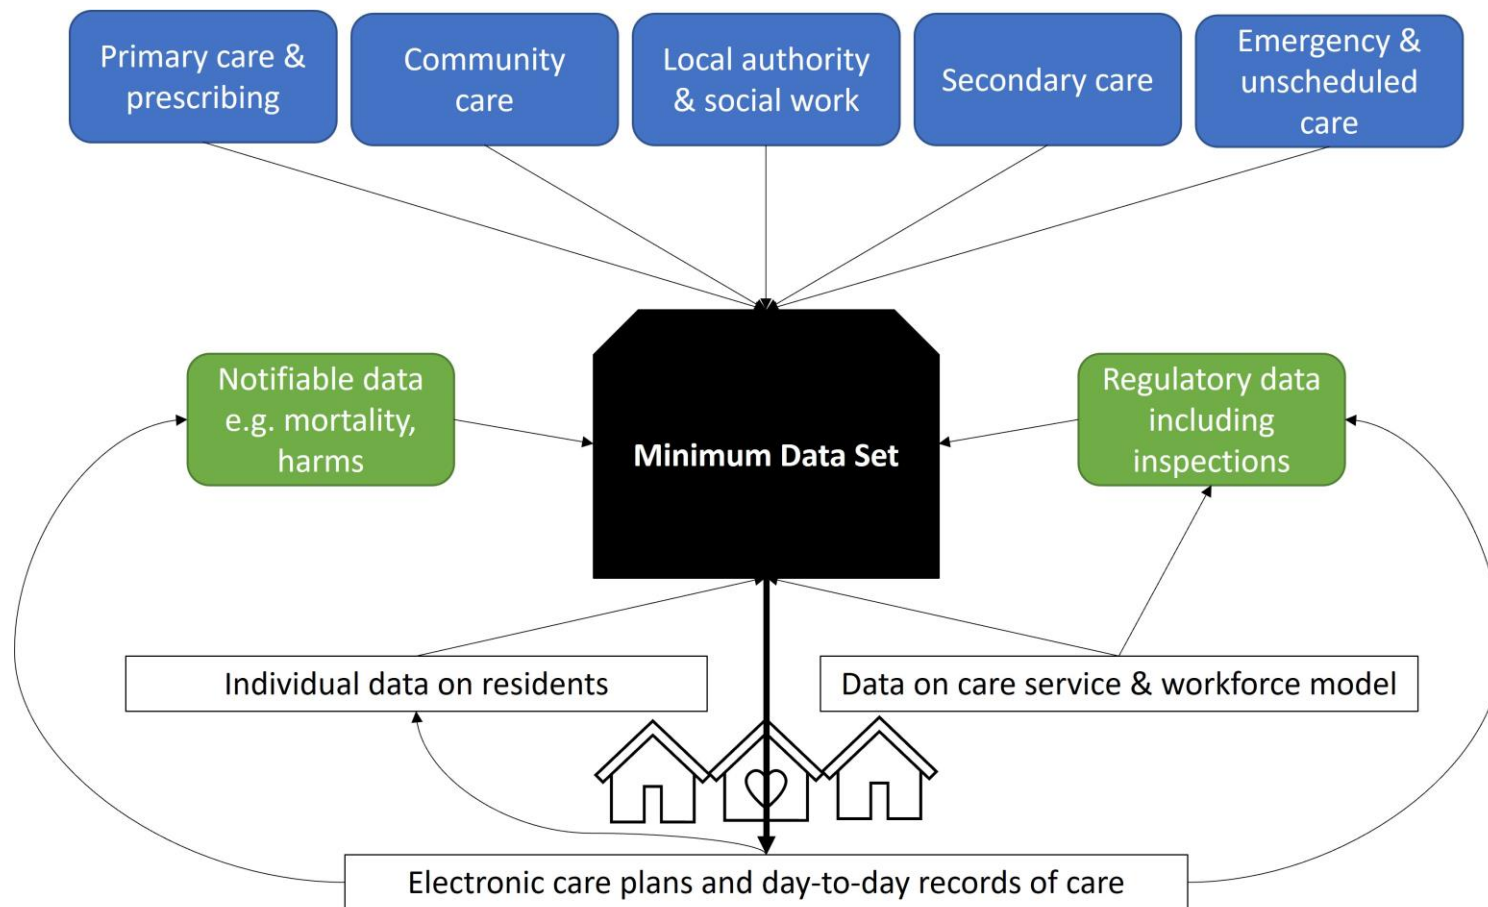 Primary care &
prescribing
Community
care
Local authority
& social work
Secondary care
Emergency &
unscheduled
care
Notifiable data
e.g. mortality,
harms
Minimum Data Set
Regulatory data
including
inspections
Individual data on residents
Data on care service & workforce model
Electronic care plans and day-to-day records of care